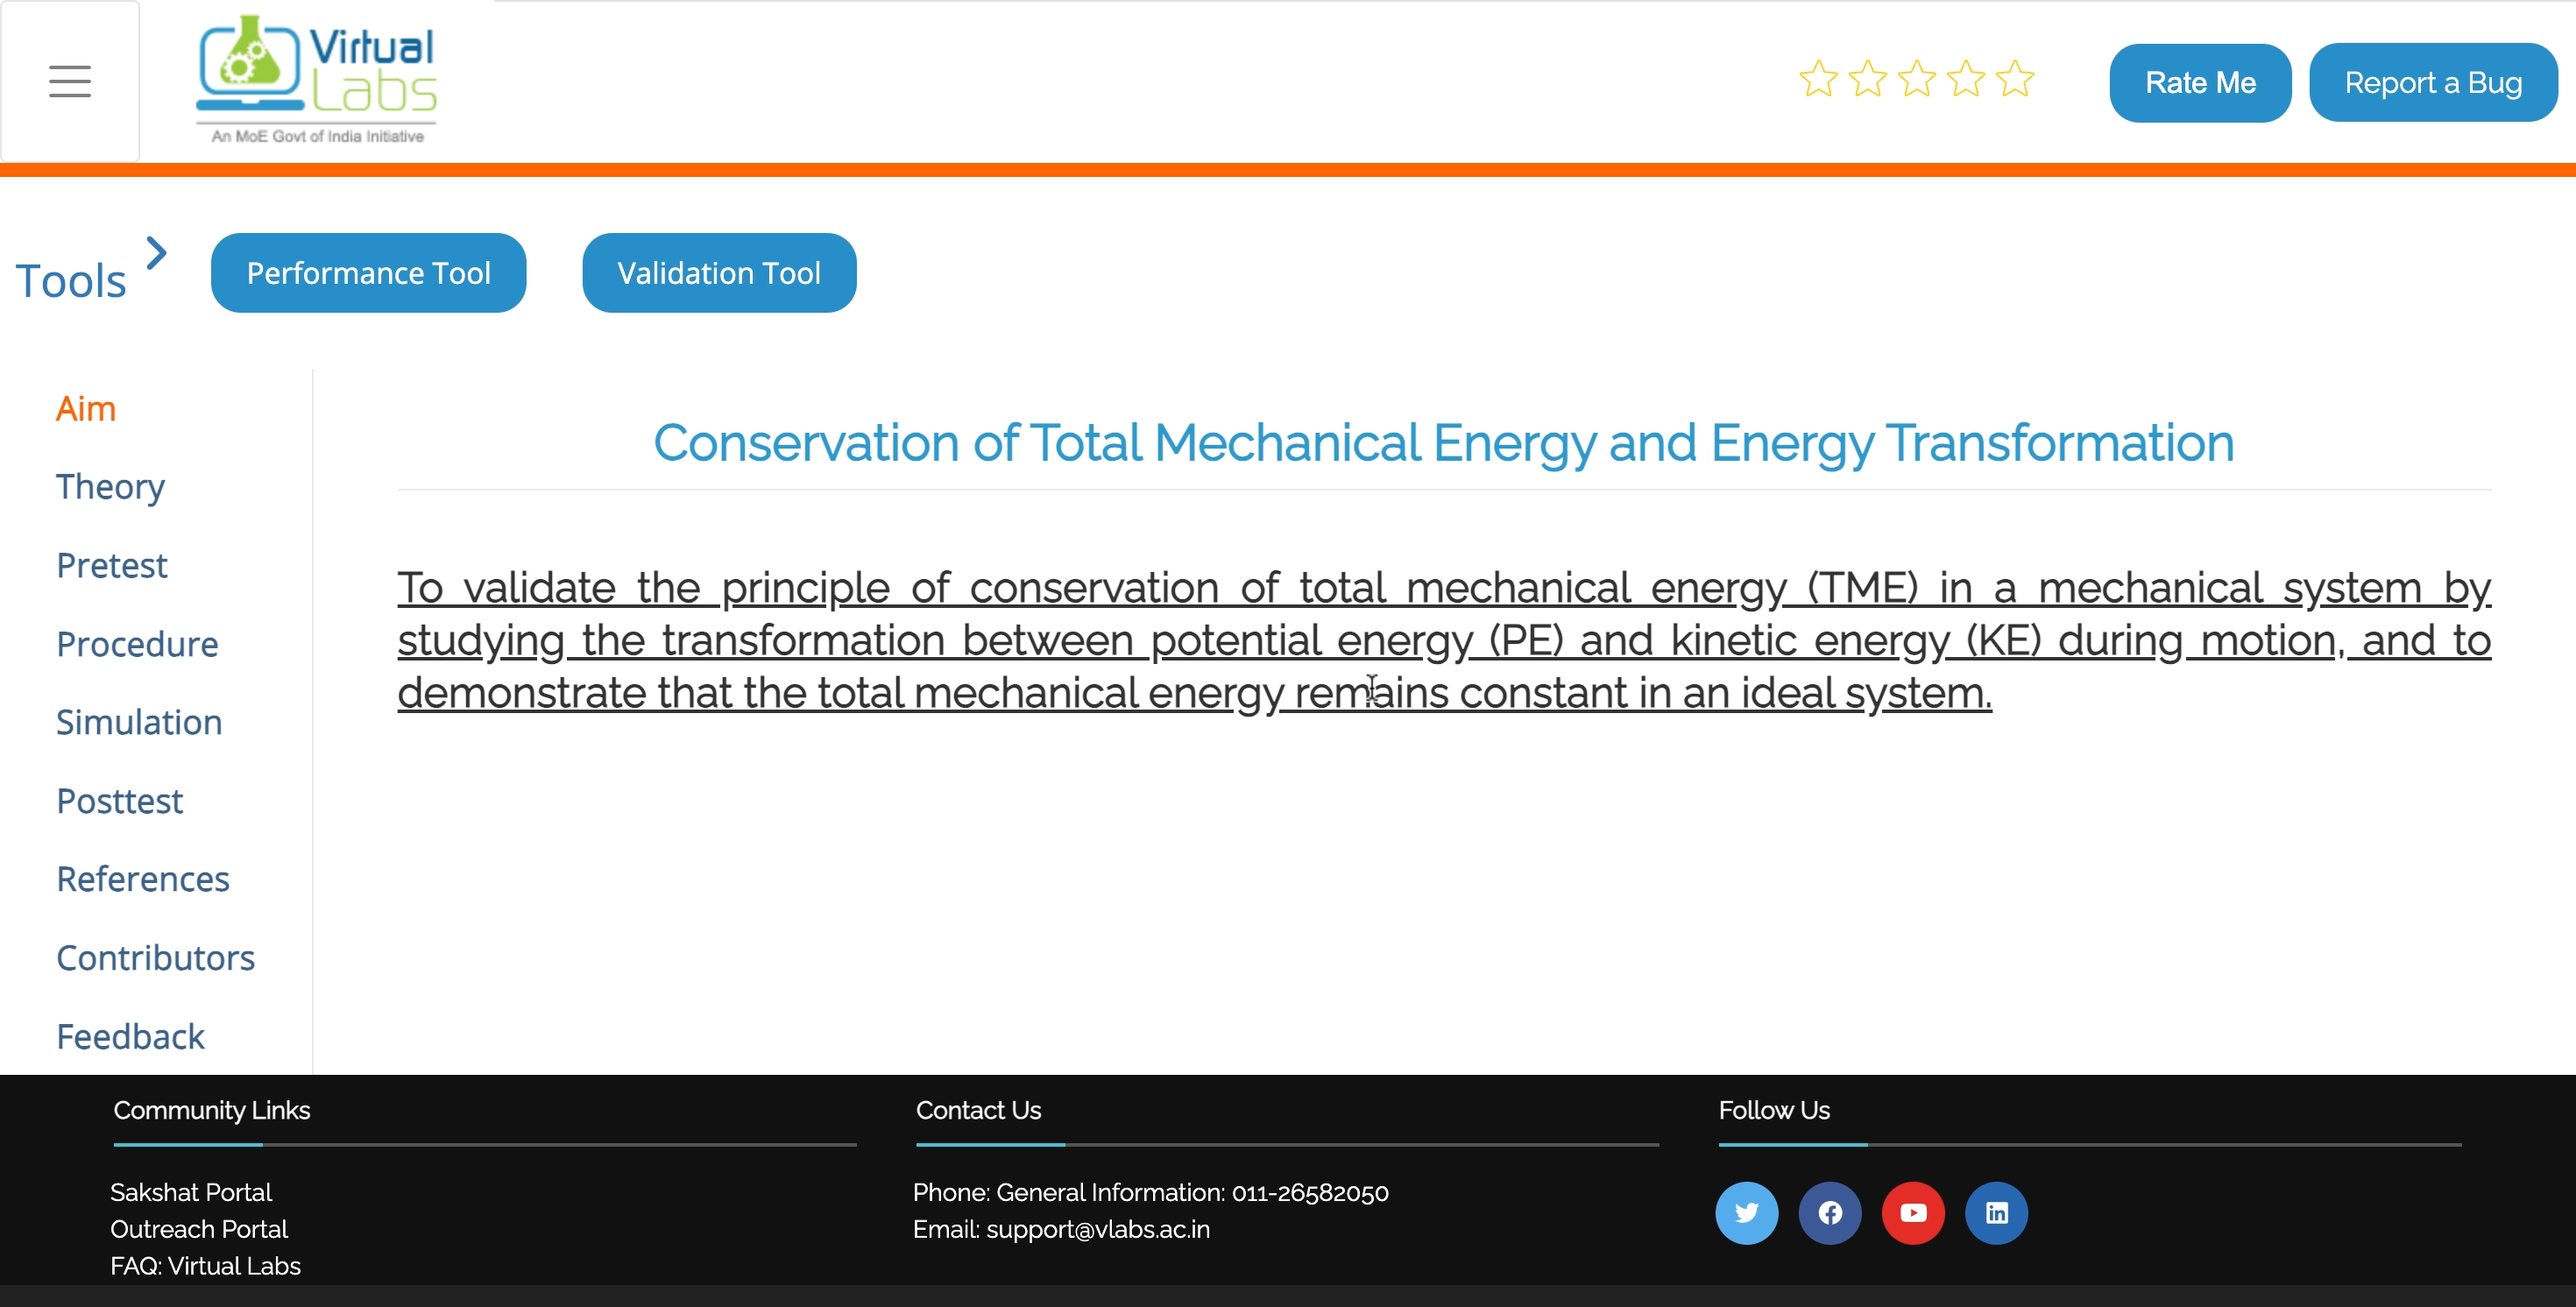 Virtual
Labs
An MoE Govt of India Initiative
Rate Me
Report a Bug
Tools
Performance Tool
Validation Tool
Aim
Theory
Pretest
Procedure
Simulation
Posttest
References
Contributors
Feedback
Conservation of Total Mechanical Energy and Energy Transformation
To validate the principle of conservation of total mechanical energy (TME) in a mechanical system by
studying the transformation between potential energy (PE) and kinetic energy (KE) during motion, and to
demonstrate that the total mechanical energy remains constant in an ideal system.
Community Links
Sakshat Portal
Outreach Portal
FAQ: Virtual Labs
Contact Us
Phone: General Information: 011-26582050
Email: support@vlabs.ac.in
Follow Us